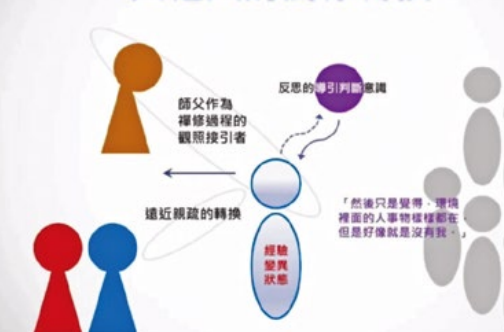 反思的導引判斷意識
師父作為
禪修過程的
觀照接引者
遠近親疏的轉換
「然後只是覺得，環境
裡面的人事物樣樣都在，
但是好像就是沒有我。」
經驗
變異
狀態